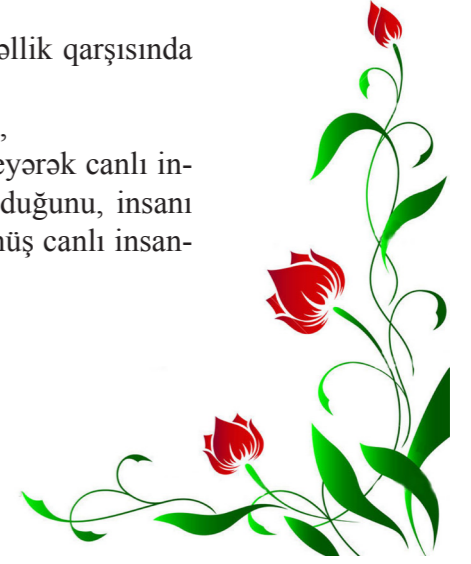 əllik qarşısında
,
eyərək canlı in-
duğunu, insanı
nüş canlı insan-